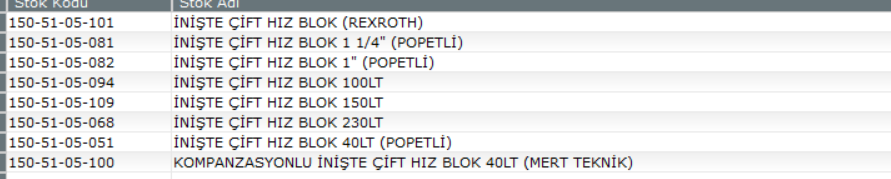 Stok Kodu Stok Adı
150-51-05-101 İNİŞTE ÇİFT HIZ BLOK (REXROTH)
150-51-05-081 İNİŞTE ÇİFT HIZ BLOK 1 1/4" (POPETLİ)
150-51-05-082 İNİŞTE ÇİFT HIZ BLOK 1" (POPETLİ)
150-51-05-094 İNİŞTE ÇİFT HIZ BLOK 100LT
150-51-05-109 İNİŞTE ÇİFT HIZ BLOK 150LT
150-51-05-068 İNİŞTE ÇİFT HIZ BLOK 230LT
150-51-05-051 İNİŞTE ÇİFT HIZ BLOK 40LT (POPETLİ)
150-51-05-100 KOMPANZASYONLU İNİŞTE ÇİFT HIZ BLOK 40LT (MERT TEKNİK)